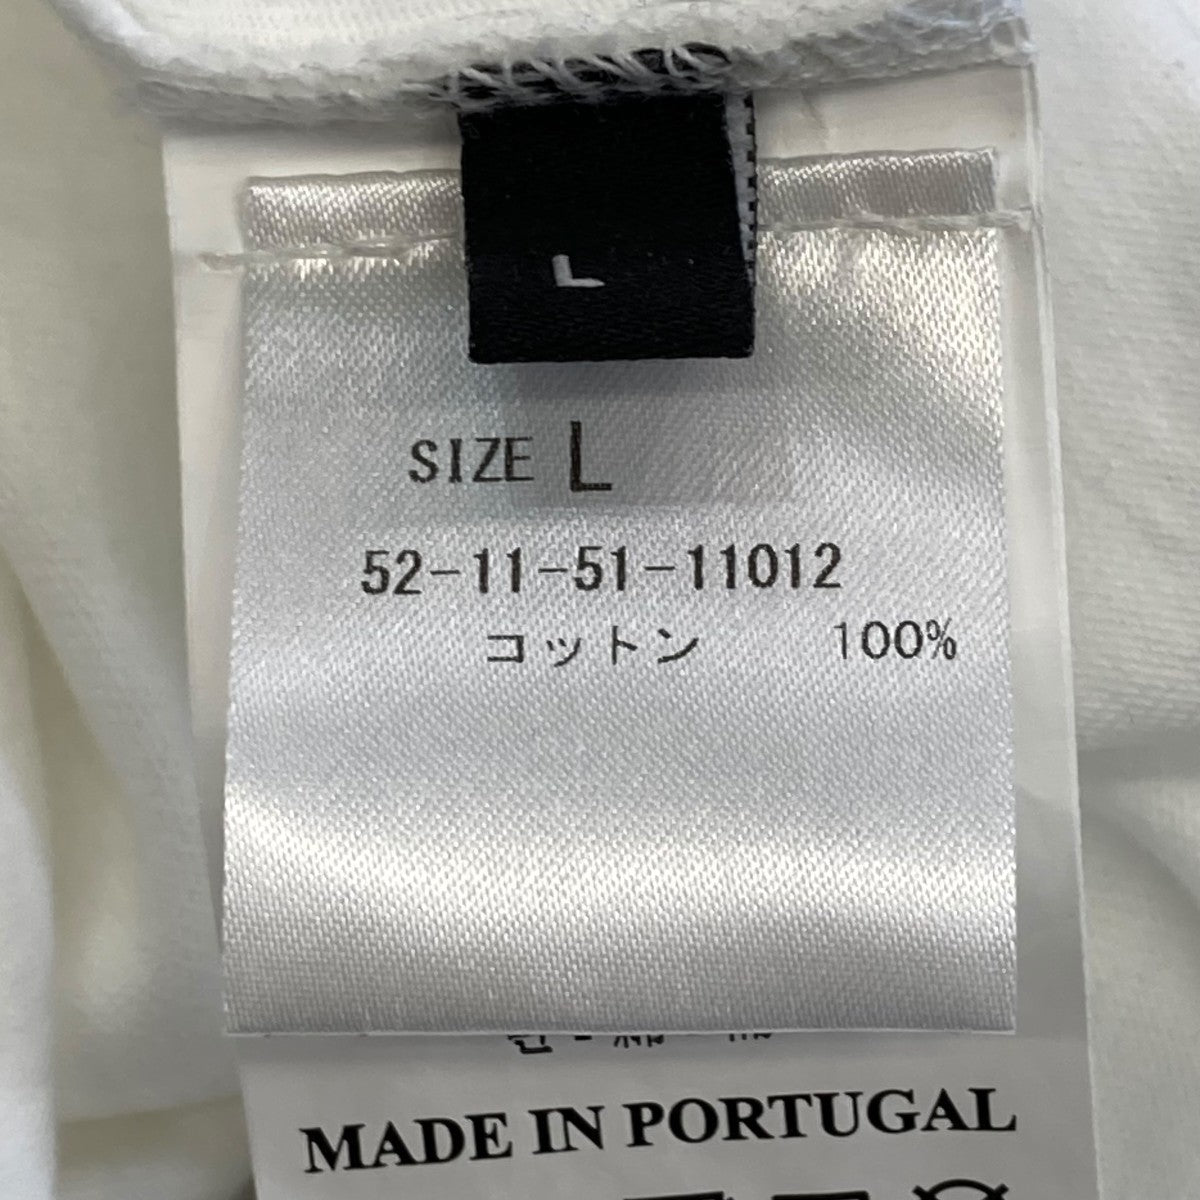 L
SIZE L
52-11-51-11012
コットン 100%
MADE IN PORTUGAL